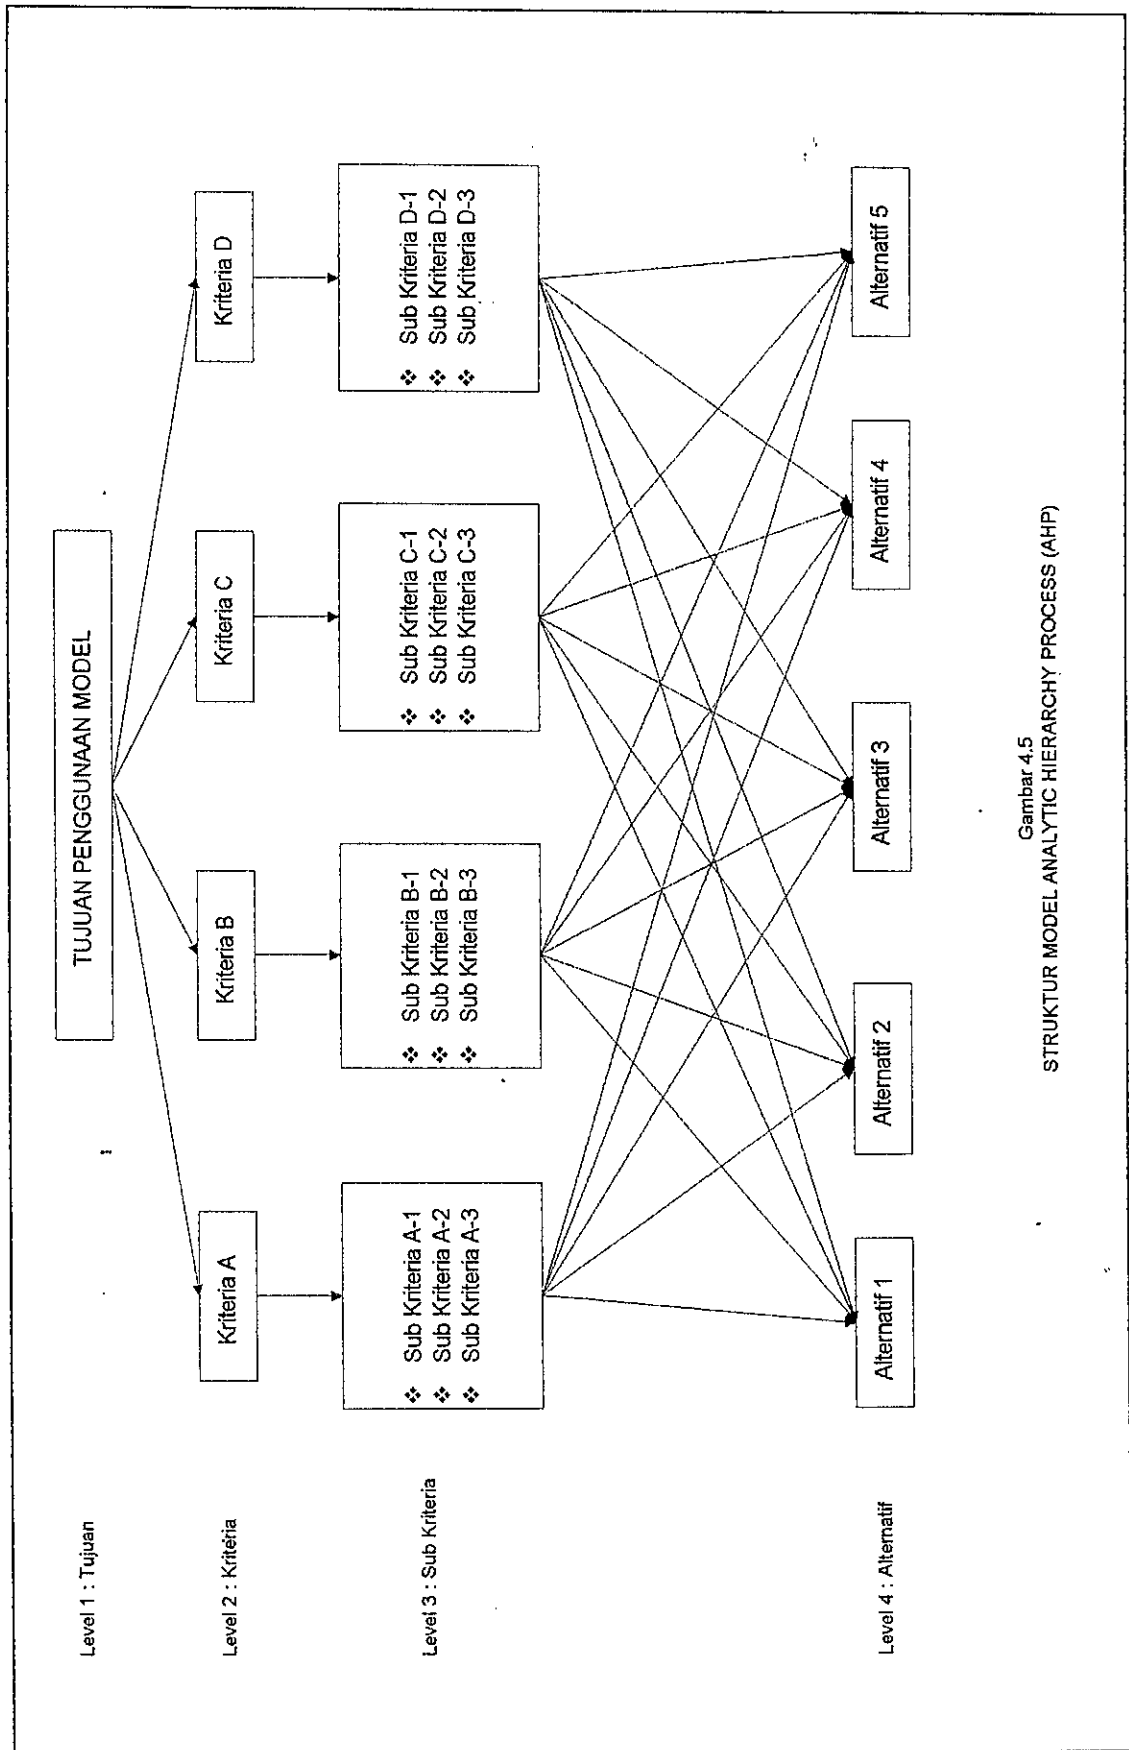 Level 1 : Tujuan
TUJUAN PENGGUNAAN MODEL
Level 2 : Kriteria
Kriteria A
Kriteria B
Kriteria C
Kriteria D
Level 3 : Sub Kriteria
❖ Sub Kriteria A-1
❖ Sub Kriteria A-2
❖ Sub Kriteria A-3
❖ Sub Kriteria B-1
❖ Sub Kriteria B-2
❖ Sub Kriteria B-3
❖ Sub Kriteria C-1
❖ Sub Kriteria C-2
❖ Sub Kriteria C-3
❖ Sub Kriteria D-1
❖ Sub Kriteria D-2
❖ Sub Kriteria D-3
Level 4 : Alternatif
Alternatif 1
Alternatif 2
Alternatif 3
Alternatif 4
Alternatif 5
Gambar 4.5
STRUKTUR MODEL ANALYTIC HIERARCHY PROCESS (AHP)